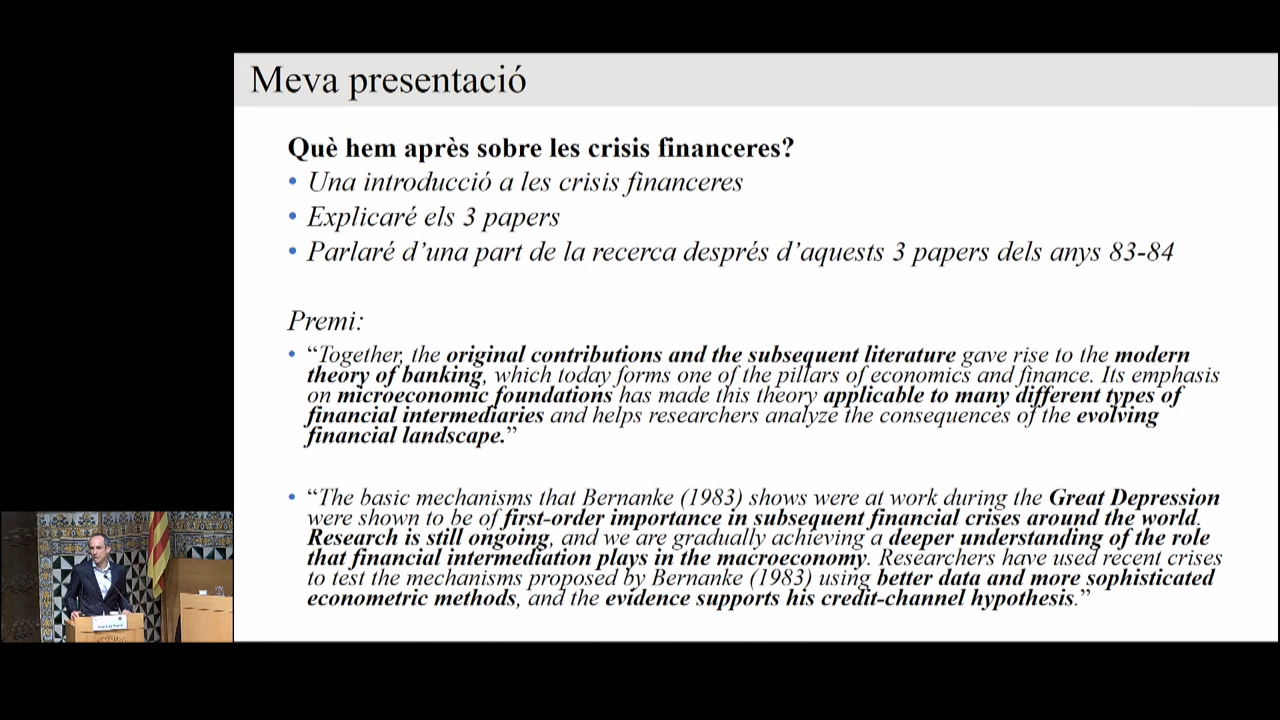 Meva presentació
Què hem après sobre les crisis financeres?
• Una introducció a les crisis financeres
• Explicaré els 3 papers
• Parlaré d’una part de la recerca després d’aquests 3 papers dels anys 83-84
Premi:
• “Together, the original contributions and the subsequent literature gave rise to the modern
theory of banking, which today forms one of the pillars of economics and finance. Its emphasis
on microeconomic foundations has made this theory applicable to many different types of
financial intermediaries and helps researchers analyze the consequences of the evolving
financial landscape.”
• “The basic mechanisms that Bernanke (1983) shows were at work during the Great Depression
were shown to be of first-order importance in subsequent financial crises around the world.
Research is still ongoing, and we are gradually achieving a deeper understanding of the role
that financial intermediation plays in the macroeconomy. Researchers have used recent crises
to test the mechanisms proposed by Bernanke (1983) using better data and more sophisticated
econometric methods, and the evidence supports his credit-channel hypothesis.”